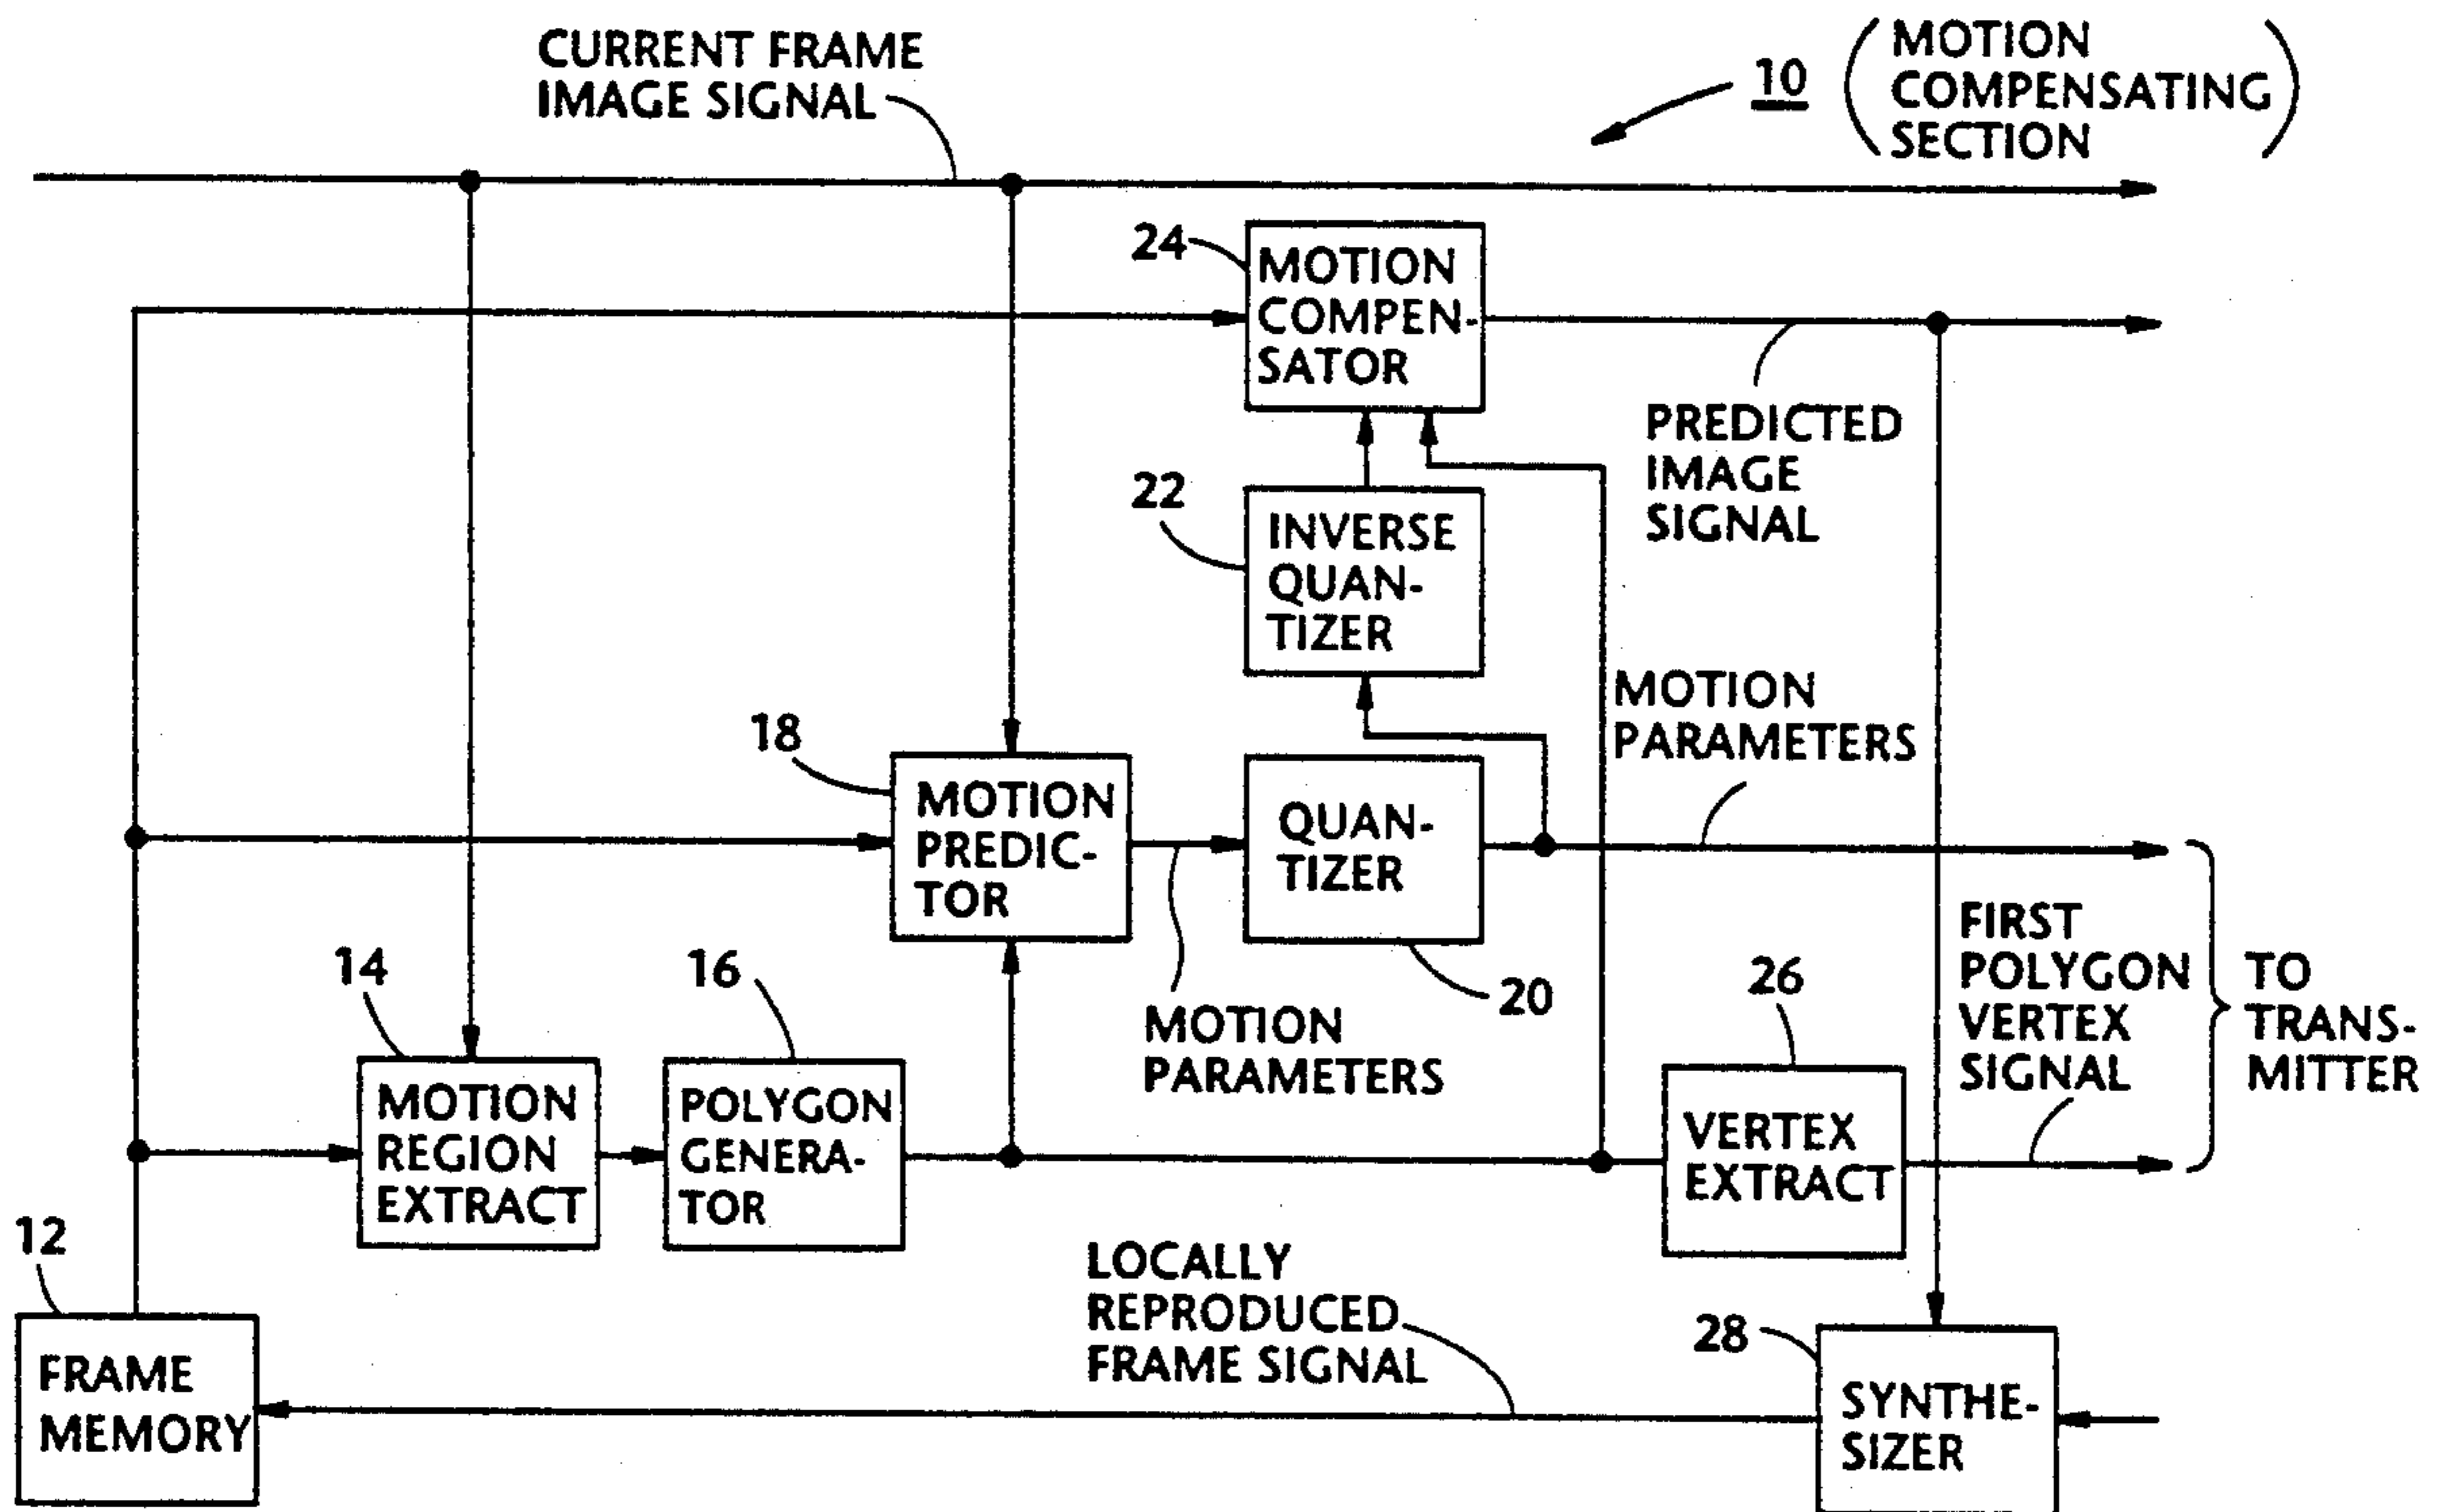 CURRENT FRAME
IMAGE SIGNAL
10
MOTION
COMPENSATING
SECTION
24
MOTION
COMPEN-
SATOR
PREDICTED
IMAGE
SIGNAL
22
INVERSE
QUAN-
TIZER
MOTION
PARAMETERS
18
MOTION
PREDIC-
TOR
QUAN-
TIZER
20
MOTION
PARAMETERS
FIRST
POLYGON
VERTEX
SIGNAL
TO
TRANS-
MITTER
14
MOTION
REGION
EXTRACT
16
POLYGON
GENERA-
TOR
26
VERTEX
EXTRACT
12
FRAME
MEMORY
LOCALLY
REPRODUCED
FRAME SIGNAL
28
SYNTHE-
SIZER